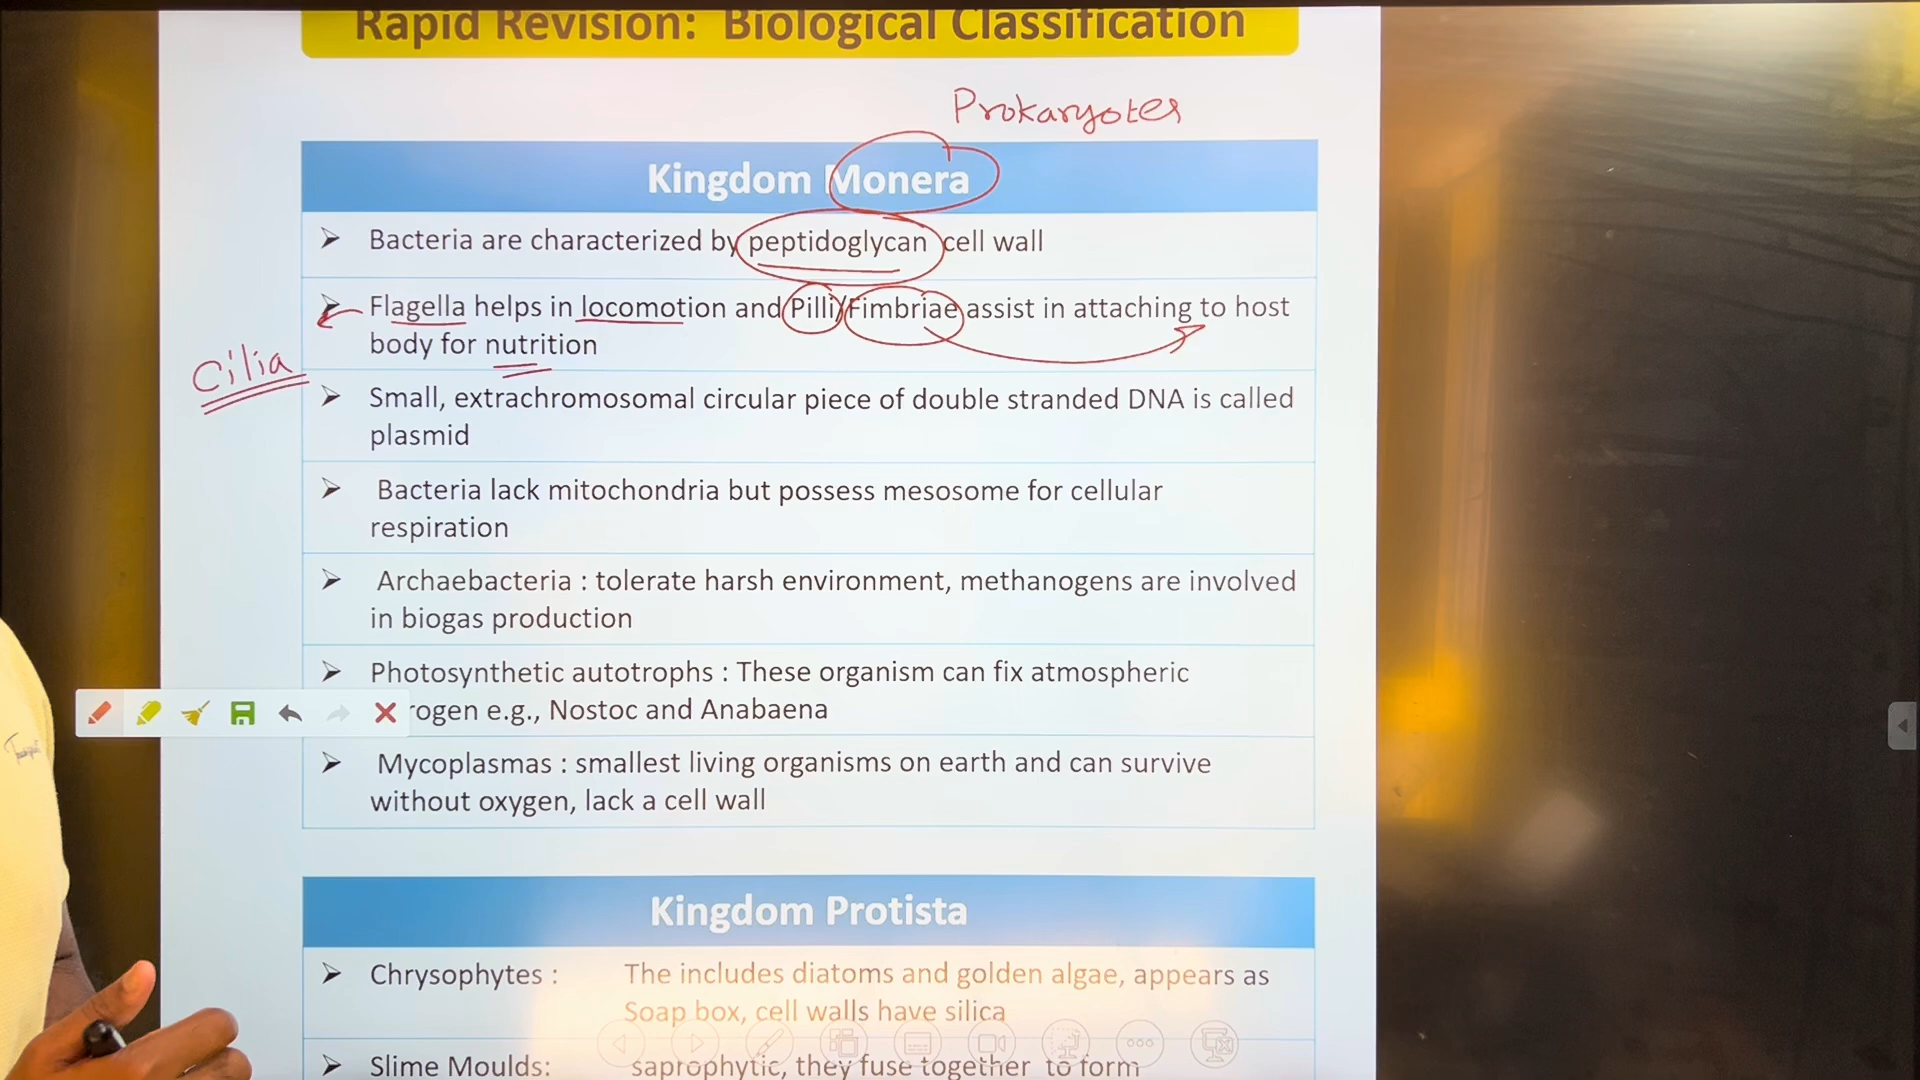 Rapid Revision: Biological Classification
Prokaryotes
Kingdom Monera
Bacteria are characterized by peptidoglycan cell wall
Flagella helps in locomotion and Pilli/Fimbriae assist in attaching to host
body for nutrition
Cilia
Small, extrachromosomal circular piece of double stranded DNA is called
plasmid
Bacteria lack mitochondria but possess mesosome for cellular
respiration
Archaebacteria : tolerate harsh environment, methanogens are involved
in biogas production
Photosynthetic autotrophs : These organism can fix atmospheric
rogen e.g., Nostoc and Anabaena
Mycoplasmas : smallest living organisms on earth and can survive
without oxygen, lack a cell wall
Kingdom Protista
Chrysophytes : The includes diatoms and golden algae, appears as
Soap box, cell walls have silica
Slime Moulds: saprophytic, they fuse together to form